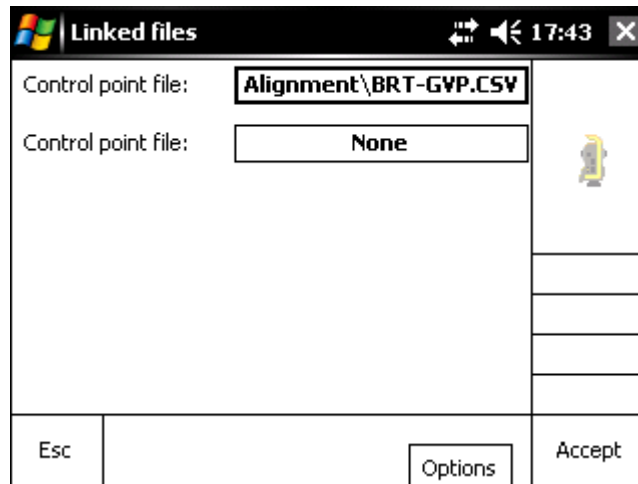 Linked files 17:43
Control point file: Alignment\BRT-GVP.CSV
Control point file: None
Esc Options Accept